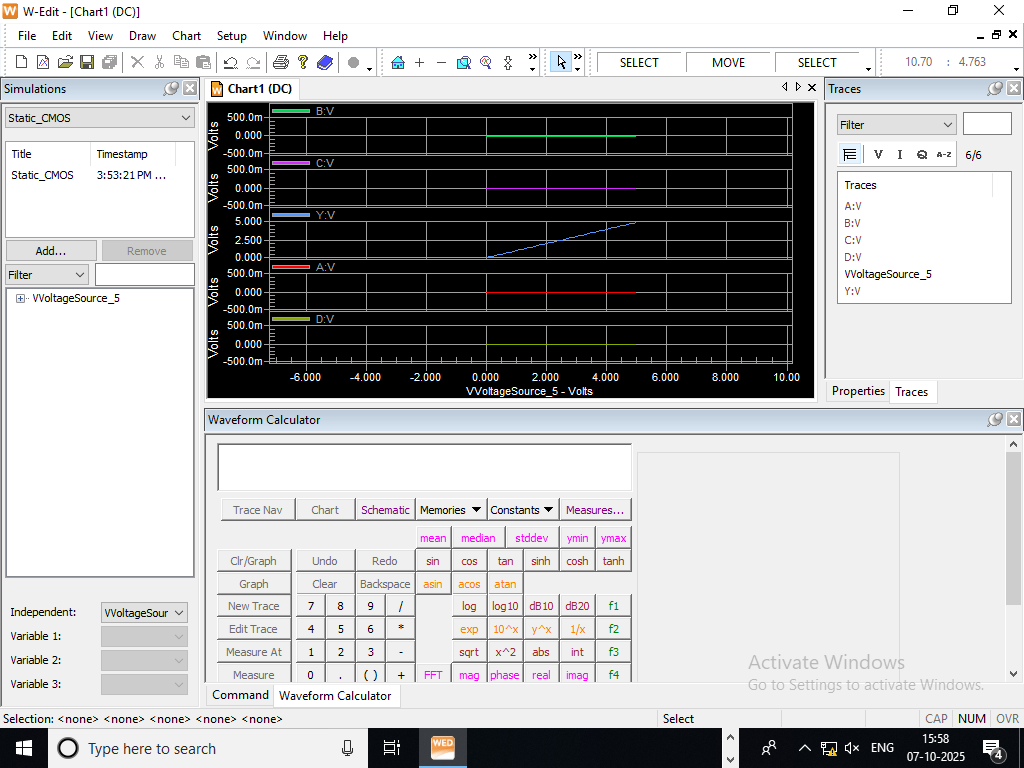 W-Edit - [Chart1 (DC)]
File Edit View Draw Chart Setup Window Help
SELECT MOVE SELECT 10.70 : 4.763
Simulations
Static_CMOS
Title Timestamp
Static_CMOS 3:53:21 PM ...
Add... Remove
Filter
VVoltageSource_5
Independent: VVoltageSour
Variable 1:
Variable 2:
Variable 3:
Chart1 (DC)
B:V
500.0m
0.000
-500.0m
Volts
C:V
500.0m
0.000
-500.0m
Volts
Y:V
5.000
2.500
0.000
Volts
A:V
500.0m
0.000
-500.0m
Volts
D:V
500.0m
0.000
-500.0m
Volts
-6.000 -4.000 -2.000 0.000 2.000 4.000 6.000 8.000 10.00
VVoltageSource_5 - Volts
Traces
Filter
V I Q A-Z 6/6
Traces
A:V
B:V
C:V
D:V
VVoltageSource_5
Y:V
Properties Traces
Waveform Calculator
Trace Nav Chart Schematic Memories Constants Measures...
mean median stddev ymin ymax
Clr/Graph Undo Redo sin cos tan sinh cosh tanh
Graph Clear Backspace asin acos atan
New Trace 7 8 9 / log log10 dB10 dB20 f1
Edit Trace 4 5 6 * exp 10^x y^x 1/x f2
Measure At 1 2 3 - sqrt x^2 abs int f3
Measure 0 . ( ) + FFT mag phase real imag f4
Activate Windows
Go to Settings to activate Windows.
Command Waveform Calculator
Selection: <none> <none> <none> <none> <none> Select CAP NUM OVR
Type here to search
WED
ENG
15:58
07-10-2025
4